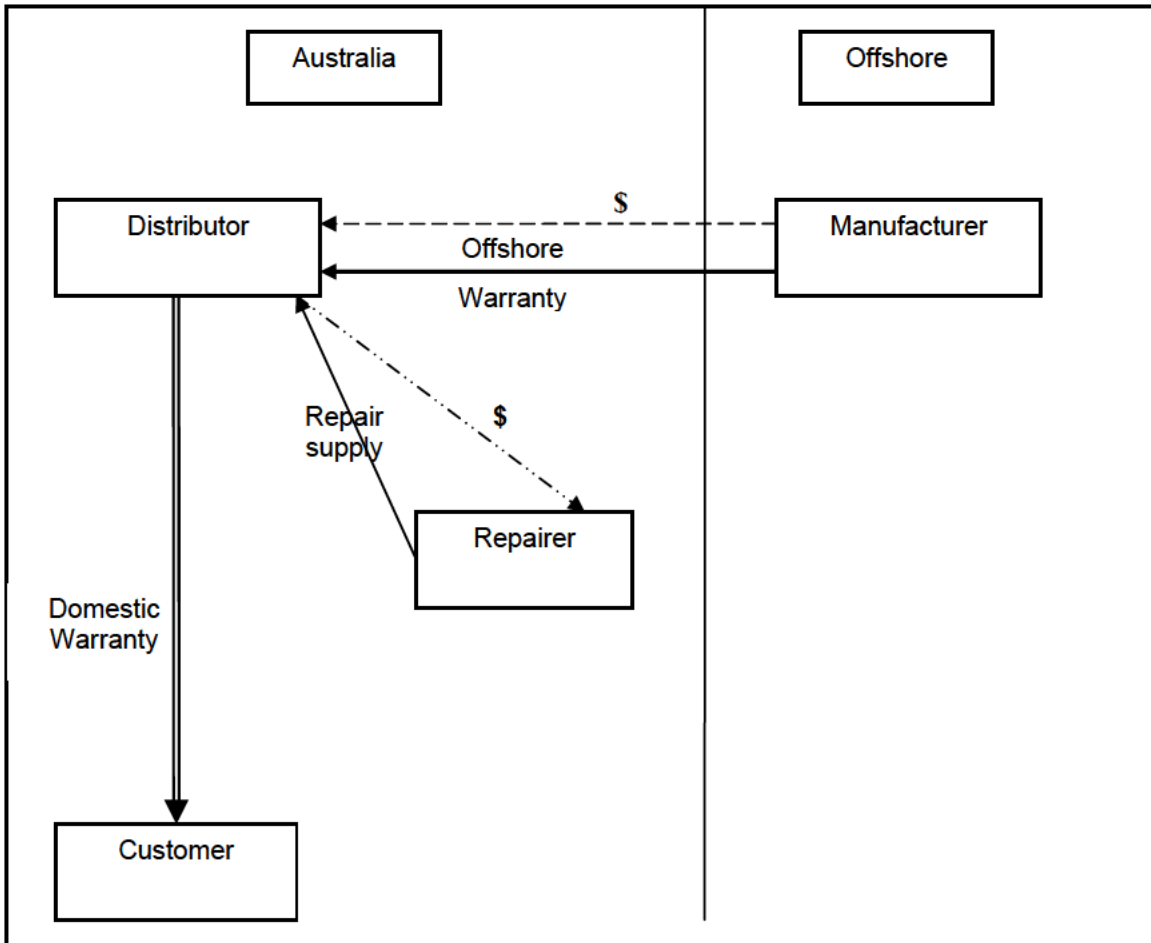 Australia
Offshore
$
Distributor
Manufacturer
Offshore
Warranty
Repair
supply
$
Repairer
Domestic
Warranty
Customer